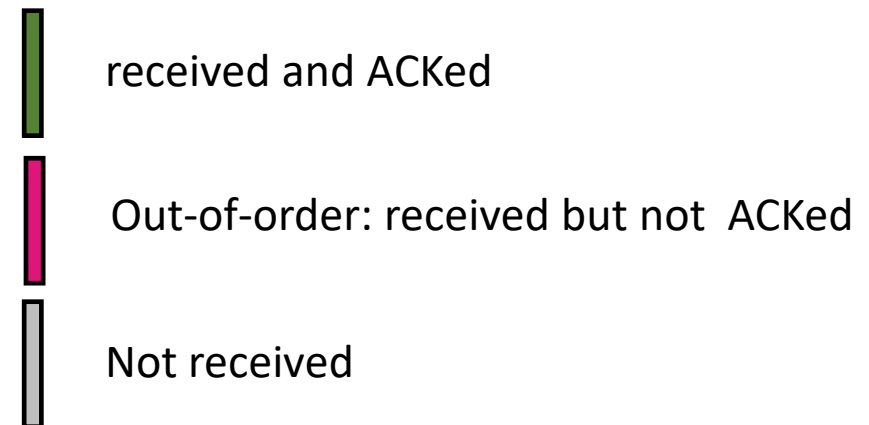 received and ACKed
Out-of-order: received but not ACKed
Not received